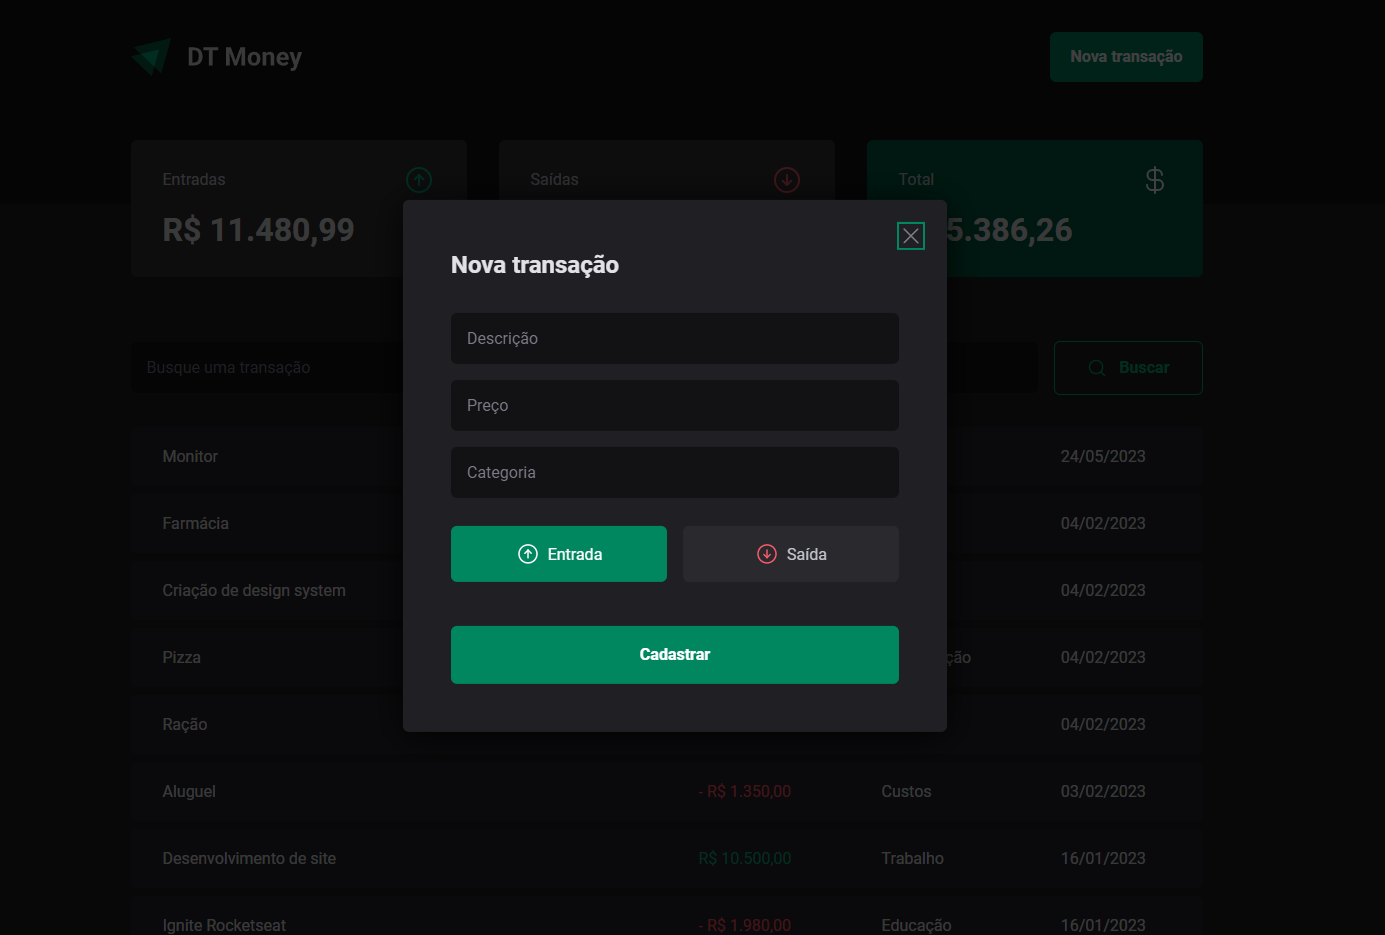 DT Money
Nova transação
Entradas
R$ 11.480,99
Saídas
Total
$
5.386,26
Nova transação
Descrição
Preço
Categoria
Entrada
Saída
Cadastrar
Busque uma transação
Buscar
Monitor 24/05/2023
Farmácia 04/02/2023
Criação de design system 04/02/2023
Pizza ção 04/02/2023
Ração 04/02/2023
Aluguel - R$ 1.350,00 Custos 03/02/2023
Desenvolvimento de site R$ 10.500,00 Trabalho 16/01/2023
Ignite Rocketseat - R$ 1.980,00 Educação 16/01/2023